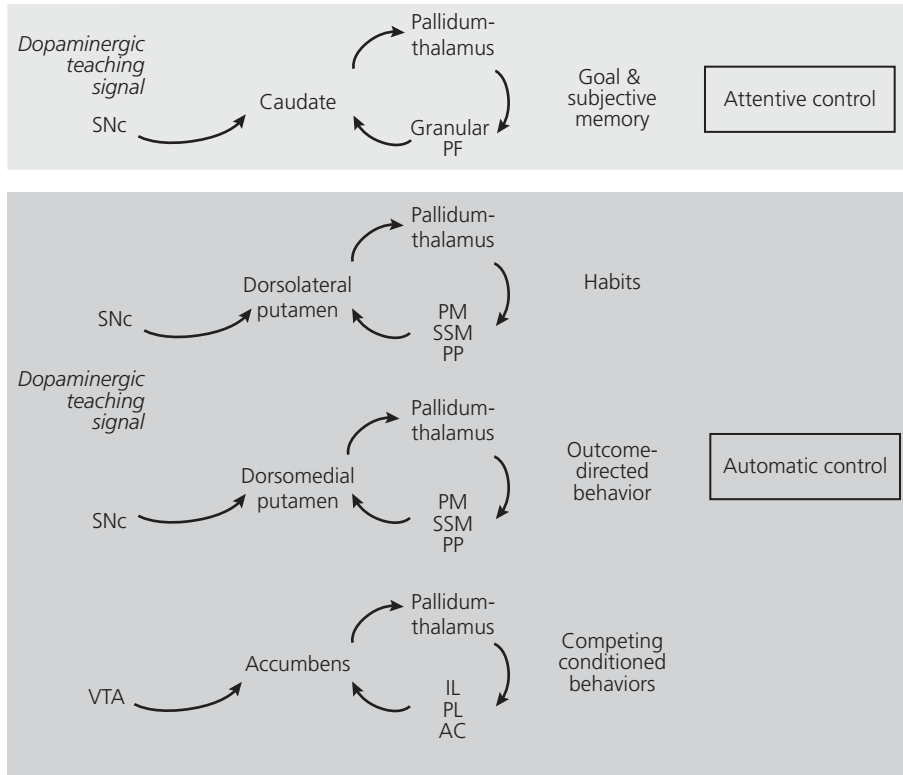 Dopaminergic
teaching
signal
SNc
Caudate
Pallidum-
thalamus
Granular
PF
Goal &
subjective
memory
Attentive control
SNc
Dorsolateral
putamen
Pallidum-
thalamus
PM
SSM
PP
Habits
Dopaminergic
teaching
signal
SNc
Dorsomedial
putamen
Pallidum-
thalamus
PM
SSM
PP
Outcome-
directed
behavior
Automatic control
VTA
Accumbens
Pallidum-
thalamus
IL
PL
AC
Competing
conditioned
behaviors